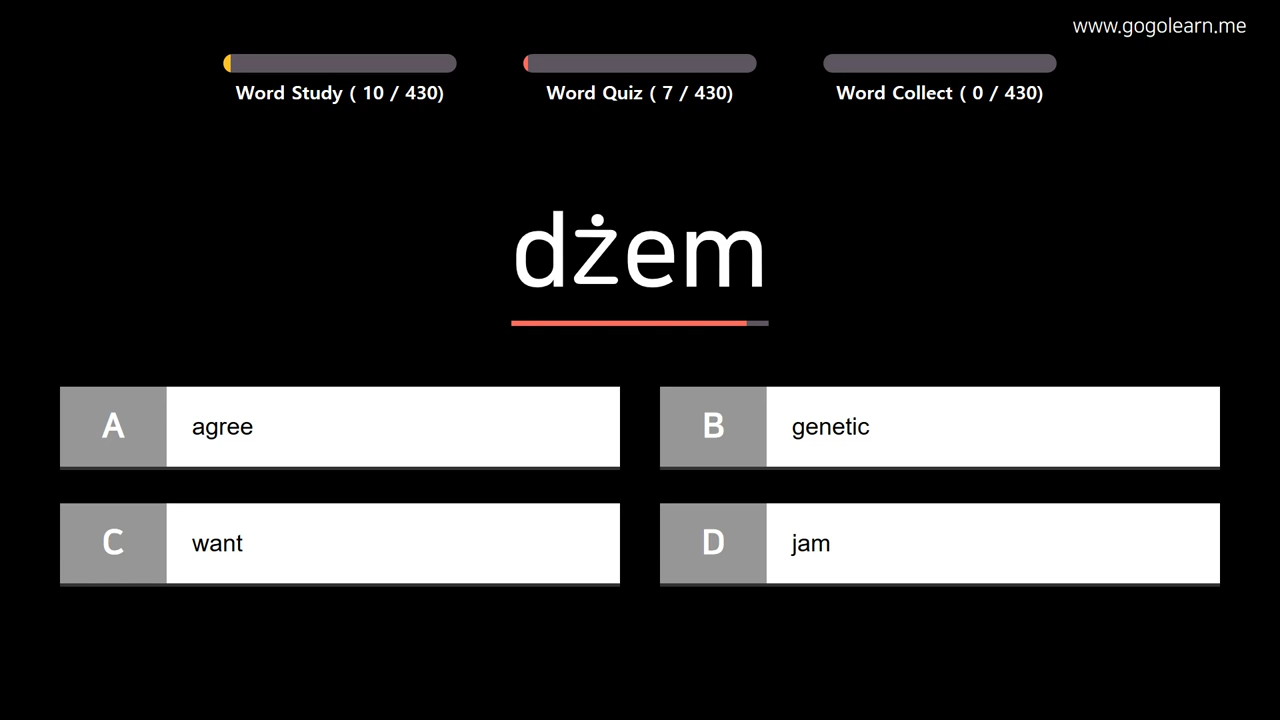 www.gogolearn.me
Word Study ( 10 / 430)
Word Quiz ( 7 / 430)
Word Collect ( 0 / 430)
dżem
A agree
B genetic
C want
D jam